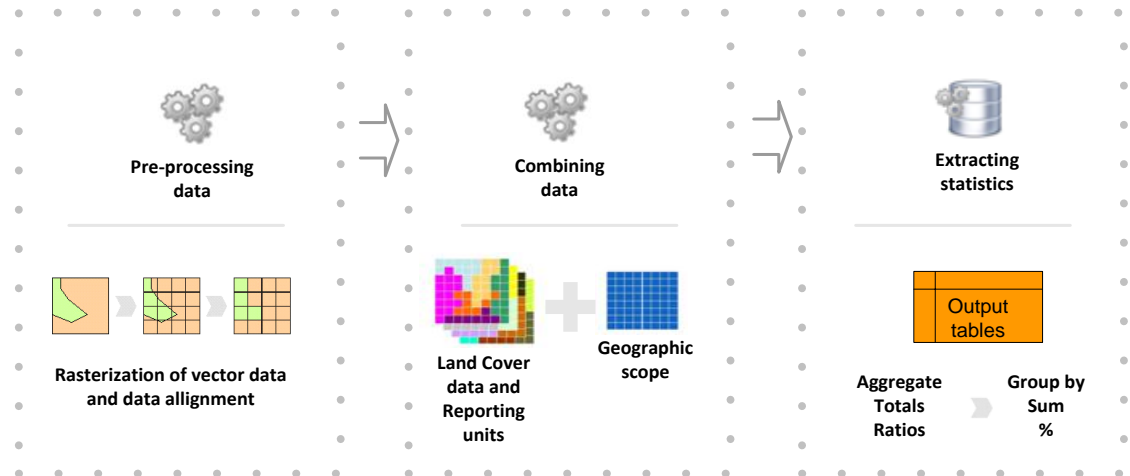 Pre-processing
data
Rasterization of vector data
and data allignment
Combining
data
Land Cover
data and
Reporting
units
Geographic
scope
Extracting
statistics
Output
tables
Aggregate
Totals
Ratios
Group by
Sum
%